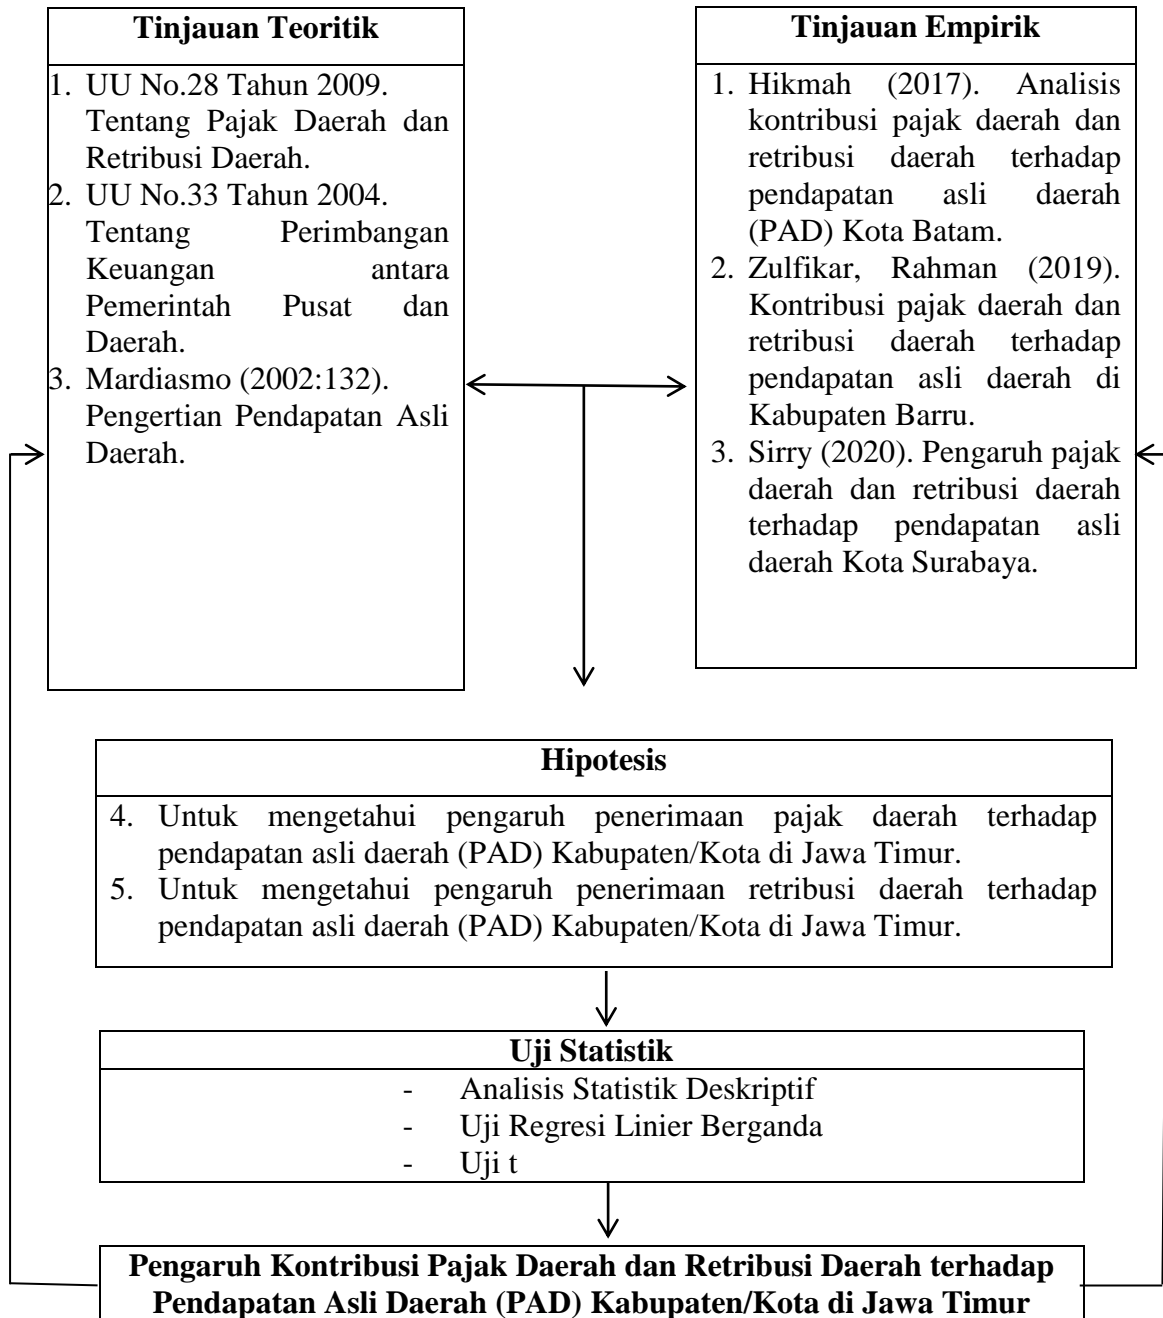 Tinjauan Teoritik
1. UU No.28 Tahun 2009.
Tentang Pajak Daerah dan
Retribusi Daerah.
2. UU No.33 Tahun 2004.
Tentang Perimbangan
Keuangan antara
Pemerintah Pusat dan
Daerah.
3. Mardiasmo (2002:132).
Pengertian Pendapatan Asli
Daerah.
Tinjauan Empirik
1. Hikmah (2017). Analisis
kontribusi pajak daerah dan
retribusi daerah terhadap
pendapatan asli daerah
(PAD) Kota Batam.
2. Zulfikar, Rahman (2019).
Kontribusi pajak daerah dan
retribusi daerah terhadap
pendapatan asli daerah di
Kabupaten Barru.
3. Sirry (2020). Pengaruh pajak
daerah dan retribusi daerah
terhadap pendapatan asli
daerah Kota Surabaya.
Hipotesis
4. Untuk mengetahui pengaruh penerimaan pajak daerah terhadap
pendapatan asli daerah (PAD) Kabupaten/Kota di Jawa Timur.
5. Untuk mengetahui pengaruh penerimaan retribusi daerah terhadap
pendapatan asli daerah (PAD) Kabupaten/Kota di Jawa Timur.
Uji Statistik
- Analisis Statistik Deskriptif
- Uji Regresi Linier Berganda
- Uji t
Pengaruh Kontribusi Pajak Daerah dan Retribusi Daerah terhadap
Pendapatan Asli Daerah (PAD) Kabupaten/Kota di Jawa Timur